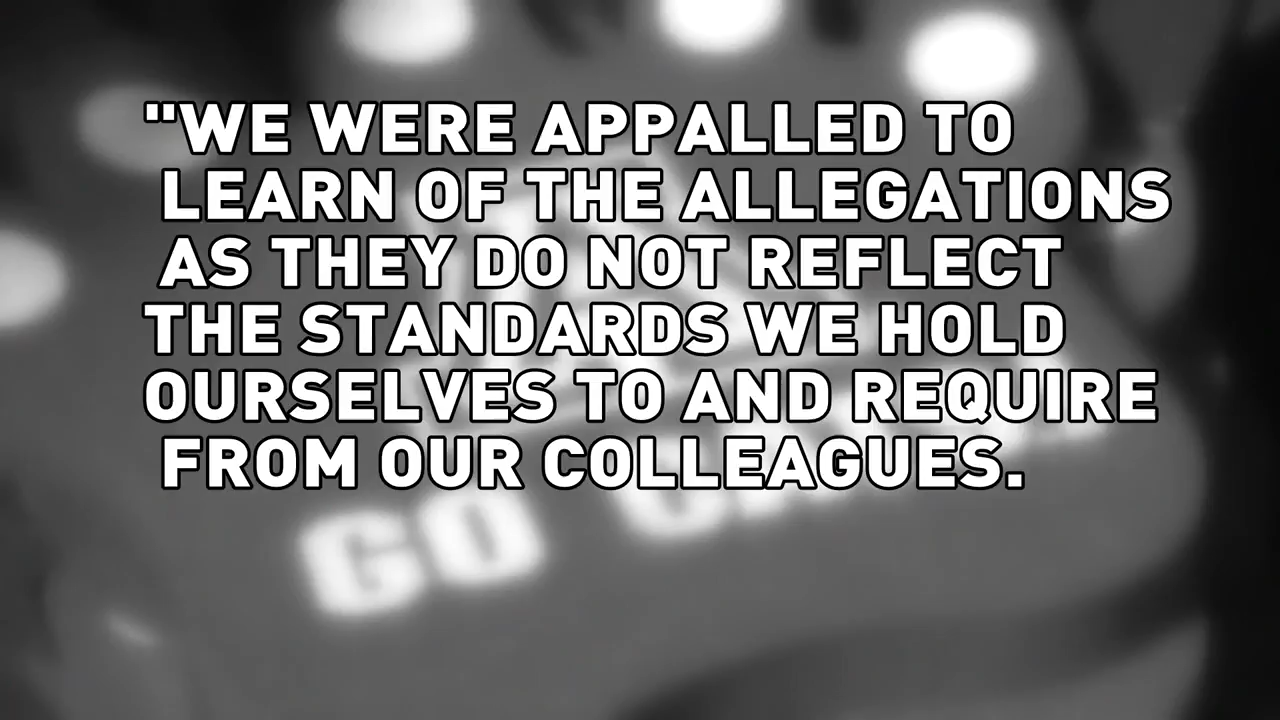 "WE WERE APPALLED TO
LEARN OF THE ALLEGATIONS
AS THEY DO NOT REFLECT
THE STANDARDS WE HOLD
OURSELVES TO AND REQUIRE
FROM OUR COLLEAGUES.
GO